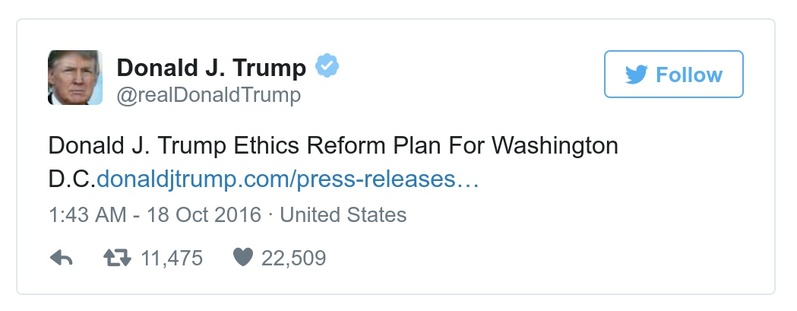 Donald J. Trump
@realDonaldTrump
Follow
Donald J. Trump Ethics Reform Plan For Washington
D.C.donaldjtrump.com/press-releases…
1:43 AM - 18 Oct 2016 · United States
11,475 22,509